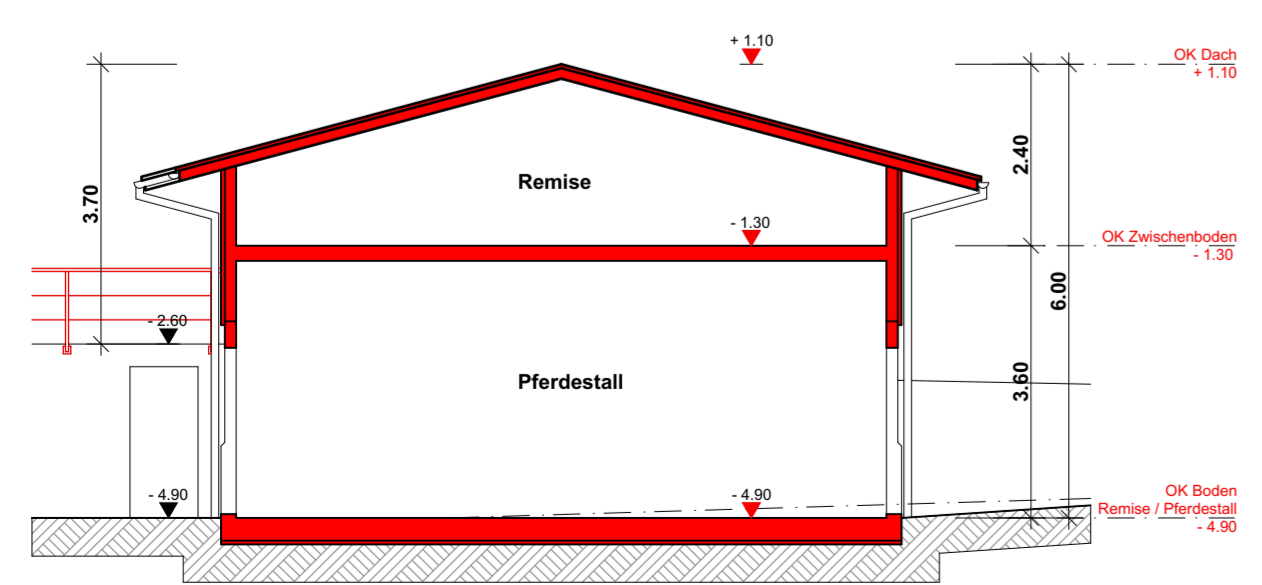 + 1.10
OK Dach
+ 1.10
2.40
3.70
Remise
- 1.30
OK Zwischenboden
- 1.30
6.00
- 2.60
Pferdestall
3.60
- 4.90
- 4.90
OK Boden
Remise / Pferdestall
- 4.90